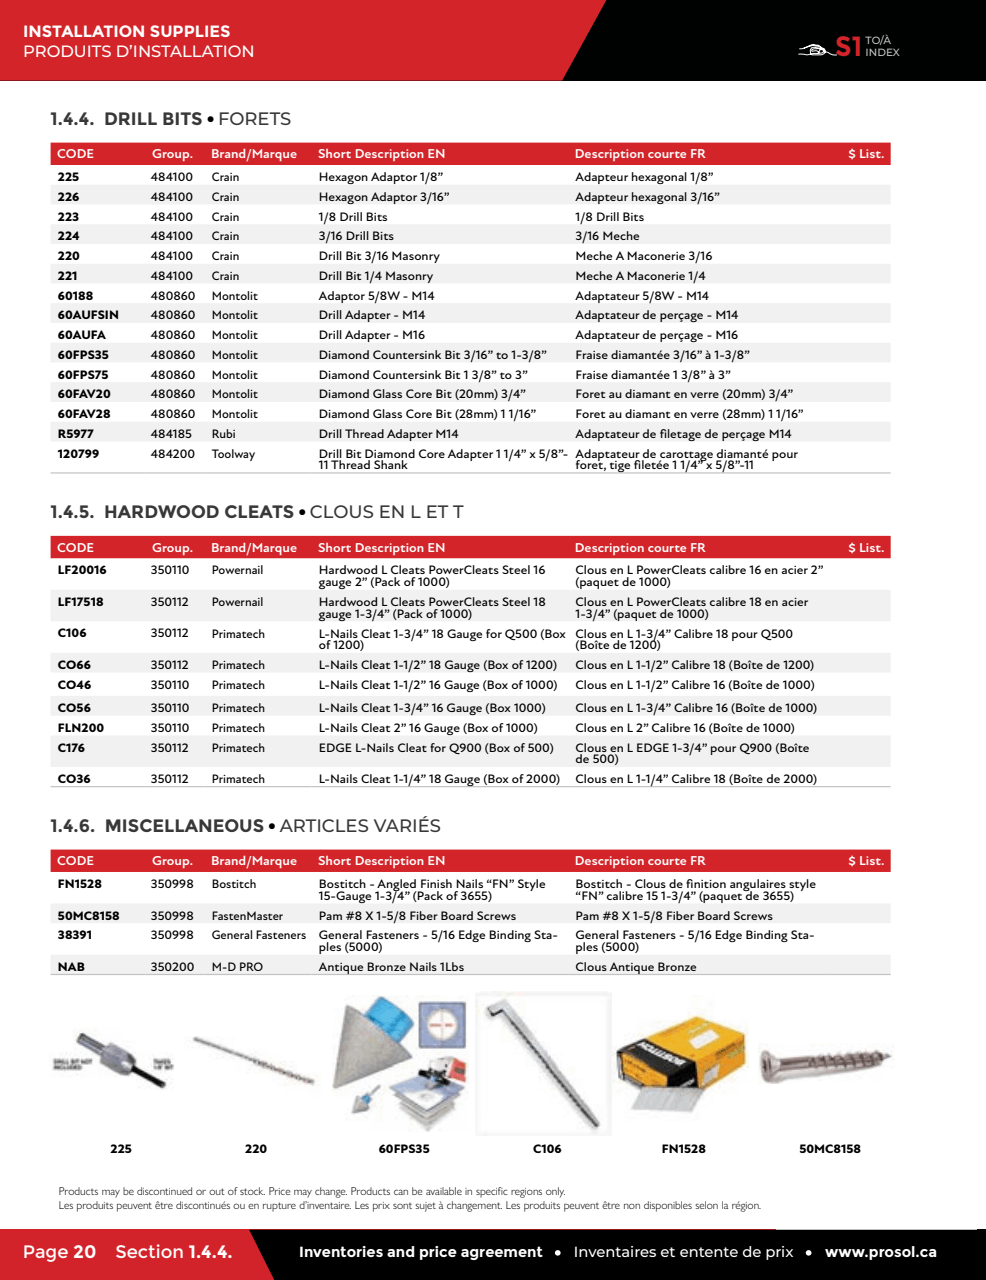 INSTALLATION SUPPLIES
PRODUITS D’INSTALLATION
S1 TO/À
INDEX
1.4.4. DRILL BITS • FORETS
CODE Group. Brand/Marque Short Description EN Description courte FR $ List.
225 484100 Crain Hexagon Adaptor 1/8” Adapteur hexagonal 1/8”
226 484100 Crain Hexagon Adaptor 3/16” Adapteur hexagonal 3/16”
223 484100 Crain 1/8 Drill Bits 1/8 Drill Bits
224 484100 Crain 3/16 Drill Bits 3/16 Meche
220 484100 Crain Drill Bit 3/16 Masonry Meche A Maconerie 3/16
221 484100 Crain Drill Bit 1/4 Masonry Meche A Maconerie 1/4
60188 480860 Montolit Adaptor 5/8W - M14 Adaptateur 5/8W - M14
60AUFSIN 480860 Montolit Drill Adapter - M14 Adaptateur de perçage - M14
60AUFA 480860 Montolit Drill Adapter - M16 Adaptateur de perçage - M16
60FPS35 480860 Montolit Diamond Countersink Bit 3/16” to 1-3/8” Fraise diamantée 3/16” à 1-3/8”
60FPS75 480860 Montolit Diamond Countersink Bit 1 3/8” to 3” Fraise diamantée 1 3/8” à 3”
60FAV20 480860 Montolit Diamond Glass Core Bit (20mm) 3/4” Foret au diamant en verre (20mm) 3/4”
60FAV28 480860 Montolit Diamond Glass Core Bit (28mm) 1 1/16” Foret au diamant en verre (28mm) 1 1/16”
R5977 484185 Rubi Drill Thread Adapter M14 Adaptateur de filetage de perçage M14
120799 484200 Toolway Drill Bit Diamond Core Adapter 1 1/4” x 5/8”- Adaptateur de carottage diamanté pour
11 Thread Shank foret, tige filetée 1 1/4” x 5/8”-11
1.4.5. HARDWOOD CLEATS • CLOUS EN L ET T
CODE Group. Brand/Marque Short Description EN Description courte FR $ List.
LF20016 350110 Powernail Hardwood L Cleats PowerCleats Steel 16 Clous en L PowerCleats calibre 16 en acier 2”
gauge 2” (Pack of 1000) (paquet de 1000)
LF17518 350112 Powernail Hardwood L Cleats PowerCleats Steel 18 Clous en L PowerCleats calibre 18 en acier
gauge 1-3/4” (Pack of 1000) 1-3/4” (paquet de 1000)
C106 350112 Primatech L-Nails Cleat 1-3/4” 18 Gauge for Q500 (Box Clous en L 1-3/4” Calibre 18 pour Q500
of 1200) (Boîte de 1200)
CO66 350112 Primatech L-Nails Cleat 1-1/2” 18 Gauge (Box of 1200) Clous en L 1-1/2” Calibre 18 (Boîte de 1200)
CO46 350110 Primatech L-Nails Cleat 1-1/2” 16 Gauge (Box of 1000) Clous en L 1-1/2” Calibre 16 (Boîte de 1000)
CO56 350110 Primatech L-Nails Cleat 1-3/4” 16 Gauge (Box 1000) Clous en L 1-3/4” Calibre 16 (Boîte de 1000)
FLN200 350110 Primatech L-Nails Cleat 2” 16 Gauge (Box of 1000) Clous en L 2” Calibre 16 (Boîte de 1000)
C176 350112 Primatech EDGE L-Nails Cleat for Q900 (Box of 500) Clous en L EDGE 1-3/4” pour Q900 (Boîte
de 500)
CO36 350112 Primatech L-Nails Cleat 1-1/4” 18 Gauge (Box of 2000) Clous en L 1-1/4” Calibre 18 (Boîte de 2000)
1.4.6. MISCELLANEOUS • ARTICLES VARIÉS
CODE Group. Brand/Marque Short Description EN Description courte FR $ List.
FN1528 350998 Bostitch Bostitch - Angled Finish Nails “FN” Style Bostitch - Clous de finition angulaires style
15-Gauge 1-3/4” (Pack of 3655) “FN” calibre 15 1-3/4” (paquet de 3655)
50MC8158 350998 FastenMaster Pam #8 X 1-5/8 Fiber Board Screws Pam #8 X 1-5/8 Fiber Board Screws
38391 350998 General Fasteners General Fasteners - 5/16 Edge Binding Sta- General Fasteners - 5/16 Edge Binding Sta-
ples (5000) ples (5000)
NAB 350200 M-D PRO Antique Bronze Nails 1Lbs Clous Antique Bronze
DRILL BIT NOT INCLUDED
TAKES 1/8" BIT
BOSTITCH
225 220 60FPS35 C106 FN1528 50MC8158
Products may be discontinued or out of stock. Price may change. Products can be available in specific regions only.
Les produits peuvent être discontinués ou en rupture d’inventaire. Les prix sont sujet à changement. Les produits peuvent être non disponibles selon la région.
Page 20 Section 1.4.4. Inventories and price agreement • Inventaires et entente de prix • www.prosol.ca